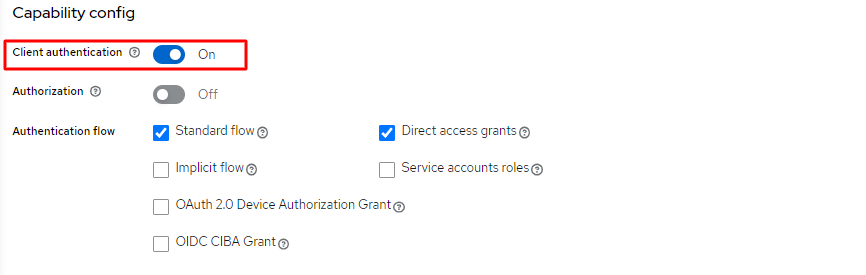 Capability config
Client authentication On
Authorization Off
Authentication flow Standard flow Direct access grants
Implicit flow Service accounts roles
OAuth 2.0 Device Authorization Grant
OIDC CIBA Grant